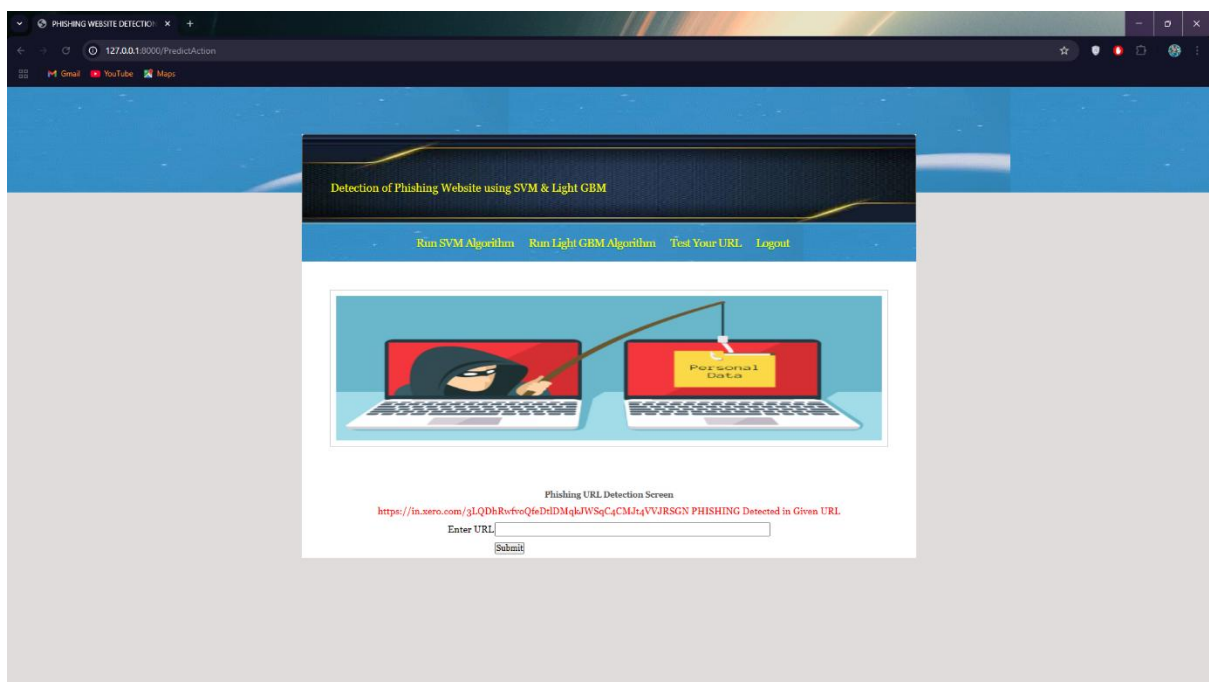 PHISHING WEBSITE DETECTION
127.0.0.1:8000/PredictAction
Gmail YouTube Maps
Detection of Phishing Website using SVM & Light GBM
Run SVM Algorithm Run Light GBM Algorithm Test Your URL Logout
Personal
Data
Phishing URL Detection Screen
https://in.xero.com/3LQDhRwfvoQfeDtlDMqkJWSqC4CMJt4VVJRSGN PHISHING Detected in Given URL
Enter URL
Submit